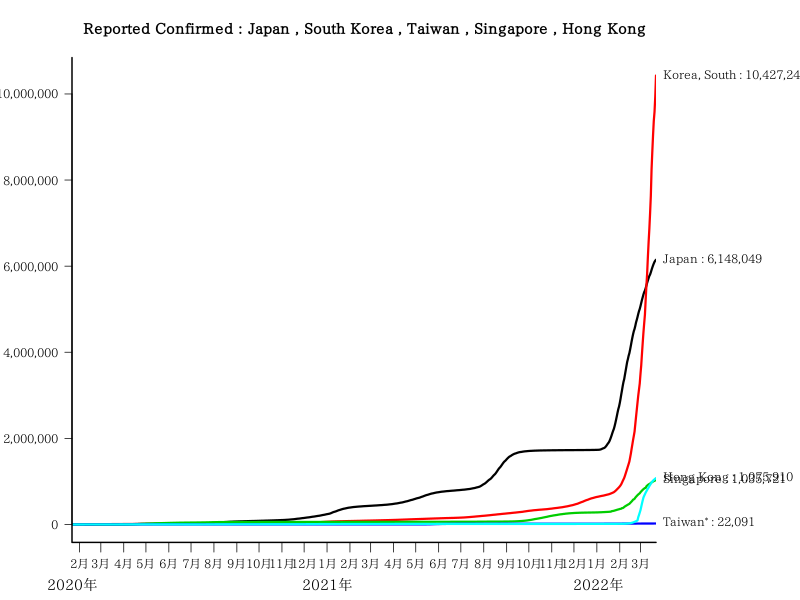 Reported Confirmed : Japan , South Korea , Taiwan , Singapore , Hong Kong
Korea, South : 10,427,24
10,000,000
8,000,000
6,000,000
Japan : 6,148,049
4,000,000
2,000,000
Hong Kong :
Singapore :
Taiwan* : 22,091
0
2月 3月 4月 5月 6月 7月 8月 9月 10月 11月 12月 1月 2月 3月 4月 5月 6月 7月 8月 9月 10月 11月 12月 1月 2月 3月
2020年 2021年 2022年